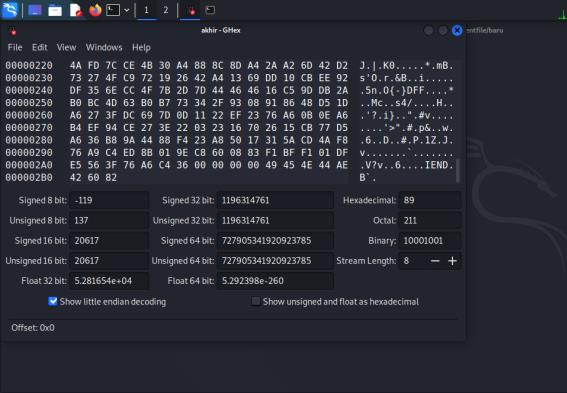 1 2
akhir - GHex
entfile/baru
File Edit View Windows Help
00000220 4A FD 7C CE 4B 30 A4 88 8C 8D A4 2A A2 6D 42 D2 J.|.K0.....*.mB.
00000230 73 27 4F C9 72 19 26 42 A4 13 69 DD 10 CB EE 92 s'O.r.&B..i.....
00000240 DF 35 6E CC 4F 7B 2D 7D 44 46 46 16 C5 9D DB 2A .5n.O{-}DFF....*
00000250 B0 BC 4D 63 B0 B7 73 34 2F 93 08 91 86 48 D5 1D ..Mc..s4/....H..
00000260 A6 27 3F DC 69 7D 0D 11 22 EF 23 76 A6 0B 0E A6 .'?.i}..".#v....
00000270 B4 EF 94 CE 27 3E 22 03 23 16 70 26 15 CB 77 D5 ....'>".#.p&..w.
00000280 A6 36 B8 9A 44 88 F4 23 A8 50 17 31 5A CD 4A F8 .6..D..#.P.1Z.J.
00000290 76 A9 C4 ED 8B 01 9E C8 60 08 83 F1 BF F1 01 DF v.......`.......
000002A0 E5 56 3F 76 A6 C4 36 00 00 00 00 49 45 4E 44 AE .V?v..6....IEND.
000002B0 42 60 82 B`.
Signed 8 bit: -119 Signed 32 bit: 1196314761 Hexadecimal: 89
Unsigned 8 bit: 137 Unsigned 32 bit: 1196314761 Octal: 211
Signed 16 bit: 20617 Signed 64 bit: 727905341920923785 Binary: 10001001
Unsigned 16 bit: 20617 Unsigned 64 bit: 727905341920923785 Stream Length: 8 − +
Float 32 bit: 5.281654e+04 Float 64 bit: 5.292398e-260
Show little endian decoding Show unsigned and float as hexadecimal
Offset: 0x0